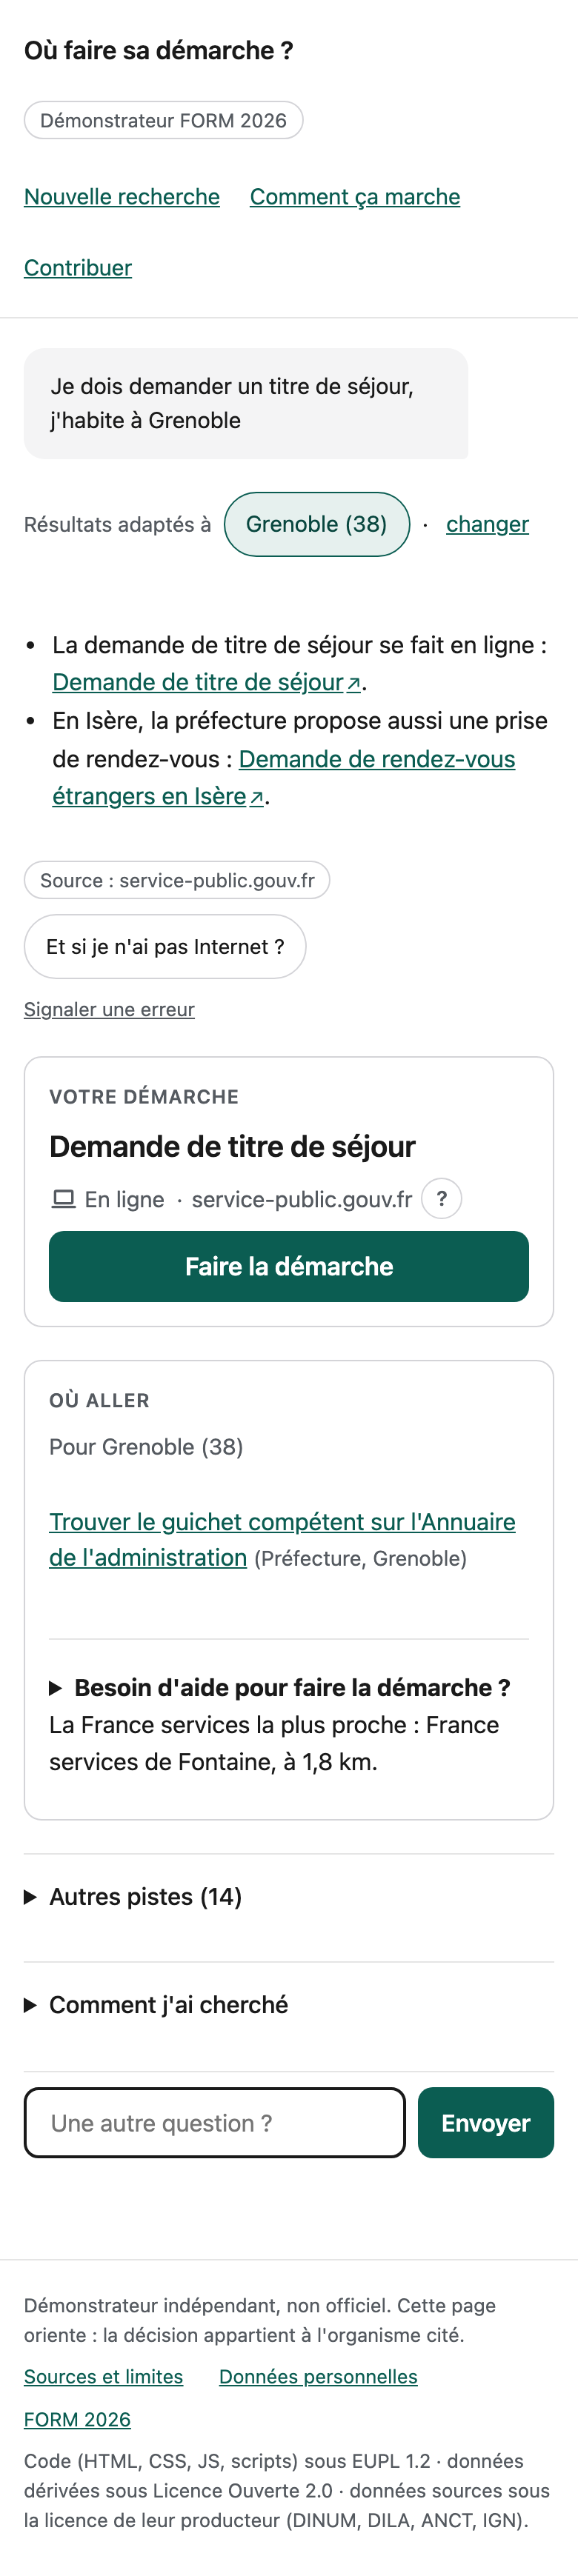 Où faire sa démarche ?
Démonstrateur FORM 2026
Nouvelle recherche Comment ça marche
Contribuer
Je dois demander un titre de séjour,
j'habite à Grenoble
Résultats adaptés à Grenoble (38) · changer
• La demande de titre de séjour se fait en ligne :
Demande de titre de séjour↗.
• En Isère, la préfecture propose aussi une prise
de rendez-vous : Demande de rendez-vous
étrangers en Isère↗.
Source : service-public.gouv.fr
Et si je n'ai pas Internet ?
Signaler une erreur
VOTRE DÉMARCHE
Demande de titre de séjour
En ligne · service-public.gouv.fr ?
Faire la démarche
OÙ ALLER
Pour Grenoble (38)
Trouver le guichet compétent sur l'Annuaire
de l'administration (Préfecture, Grenoble)
▶ Besoin d'aide pour faire la démarche ?
La France services la plus proche : France
services de Fontaine, à 1,8 km.
▶ Autres pistes (14)
▶ Comment j'ai cherché
Une autre question ? Envoyer
Démonstrateur indépendant, non officiel. Cette page
oriente : la décision appartient à l'organisme cité.
Sources et limites Données personnelles
FORM 2026
Code (HTML, CSS, JS, scripts) sous EUPL 1.2 · données
dérivées sous Licence Ouverte 2.0 · données sources sous
la licence de leur producteur (DINUM, DILA, ANCT, IGN).